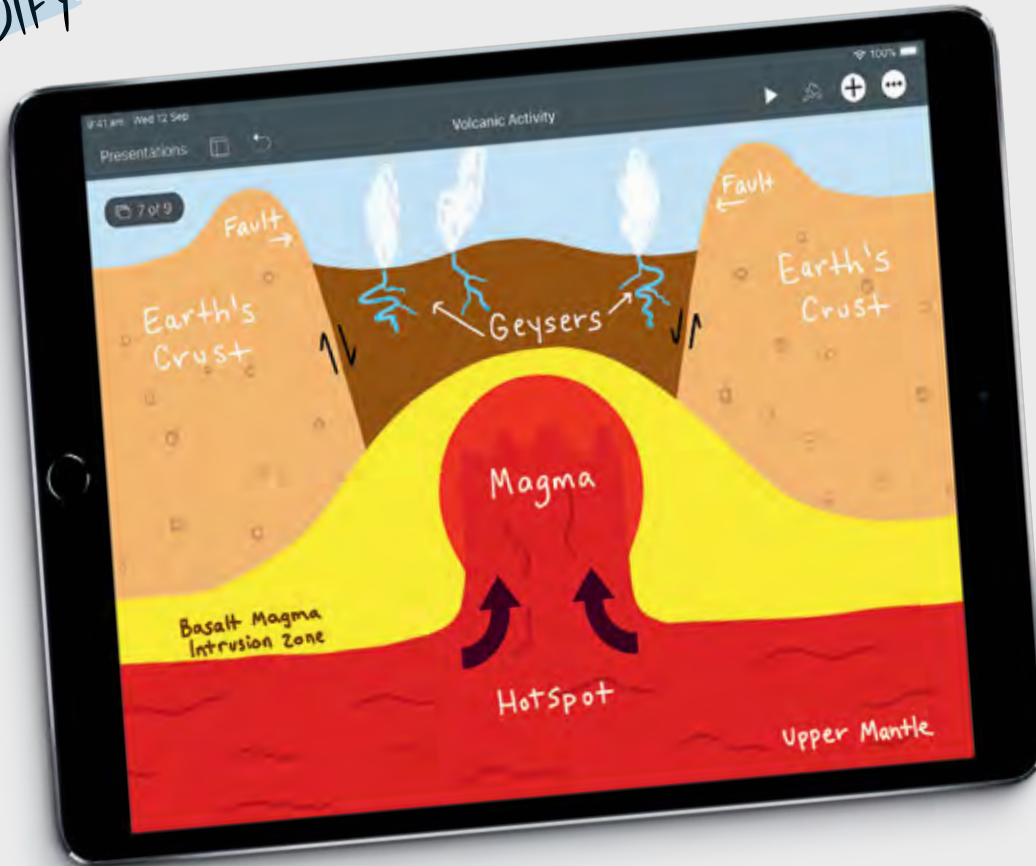 9:41 am Wed 12 Sep
100%
Presentations
Volcanic Activity
7 of 9
Fault
Fault
Earth's
Crust
Earth's
Crust
Geysers
Magma
Basalt Magma
Intrusion Zone
Hotspot
Upper Mantle